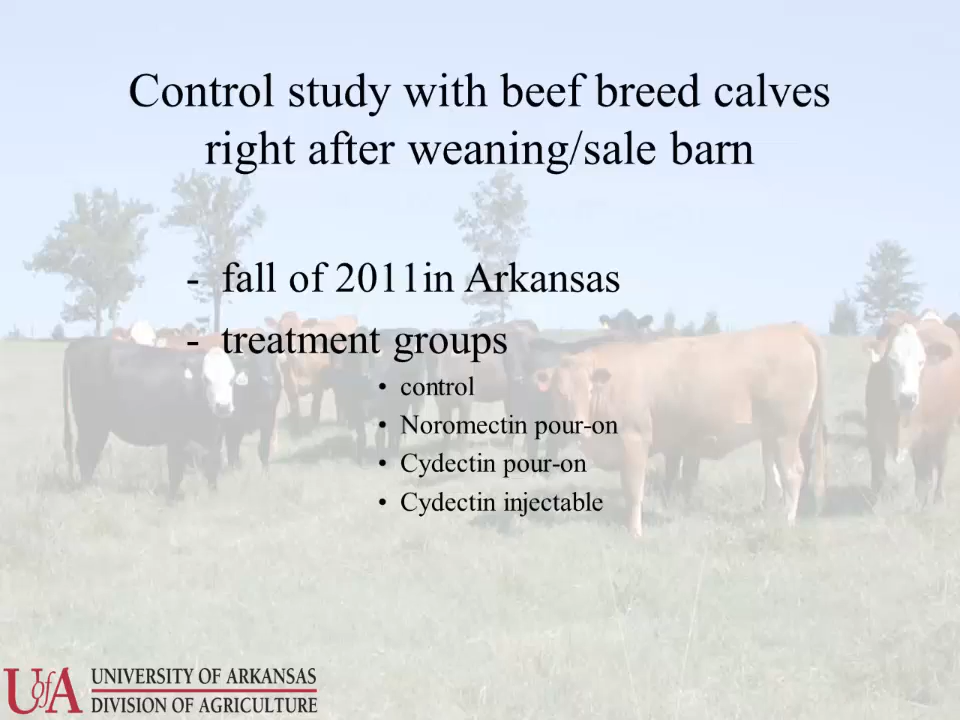 Control study with beef breed calves
right after weaning/sale barn
- fall of 2011in Arkansas
- treatment groups
• control
• Noromectin pour-on
• Cydectin pour-on
• Cydectin injectable
UofA UNIVERSITY OF ARKANSAS
DIVISION OF AGRICULTURE